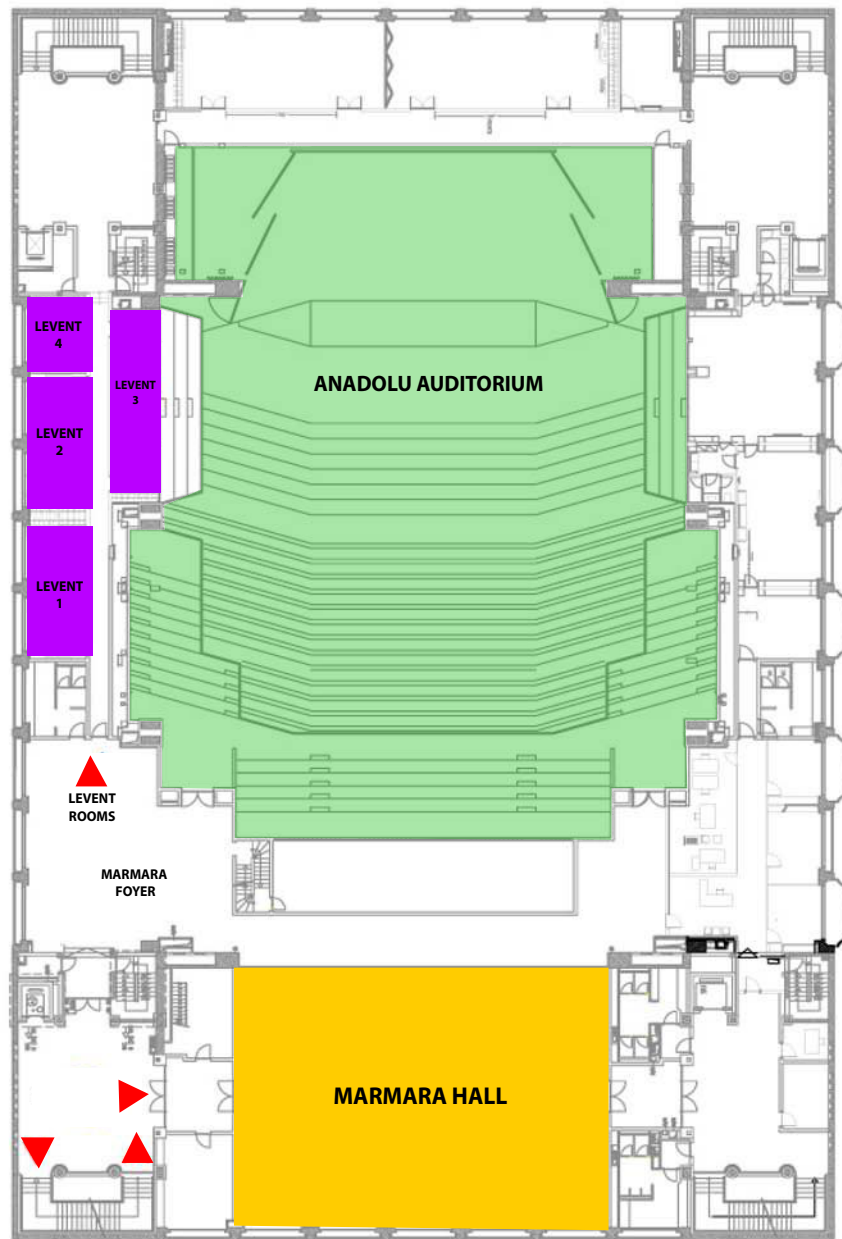 LEVENT
4
LEVENT
3
LEVENT
2
LEVENT
1
ANADOLU AUDITORIUM
LEVENT
ROOMS
MARMARA
FOYER
MARMARA HALL